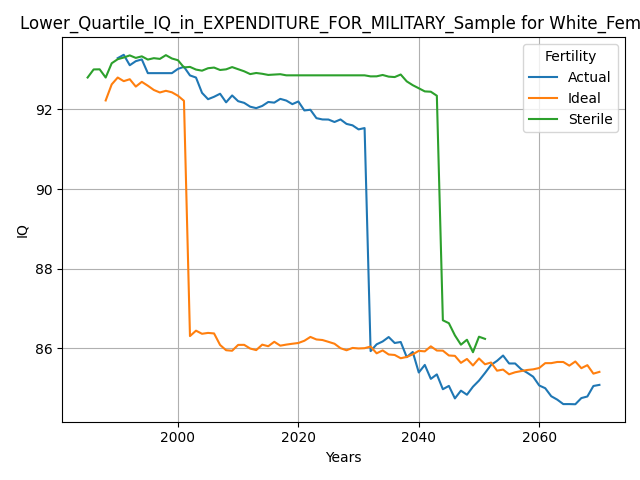 Lower_Quartile_IQ_in_EXPENDITURE_FOR_MILITARY_Sample for White_Fem
Fertility
Actual
Ideal
Sterile
IQ
92
90
88
86
2000
2020
2040
2060
Years